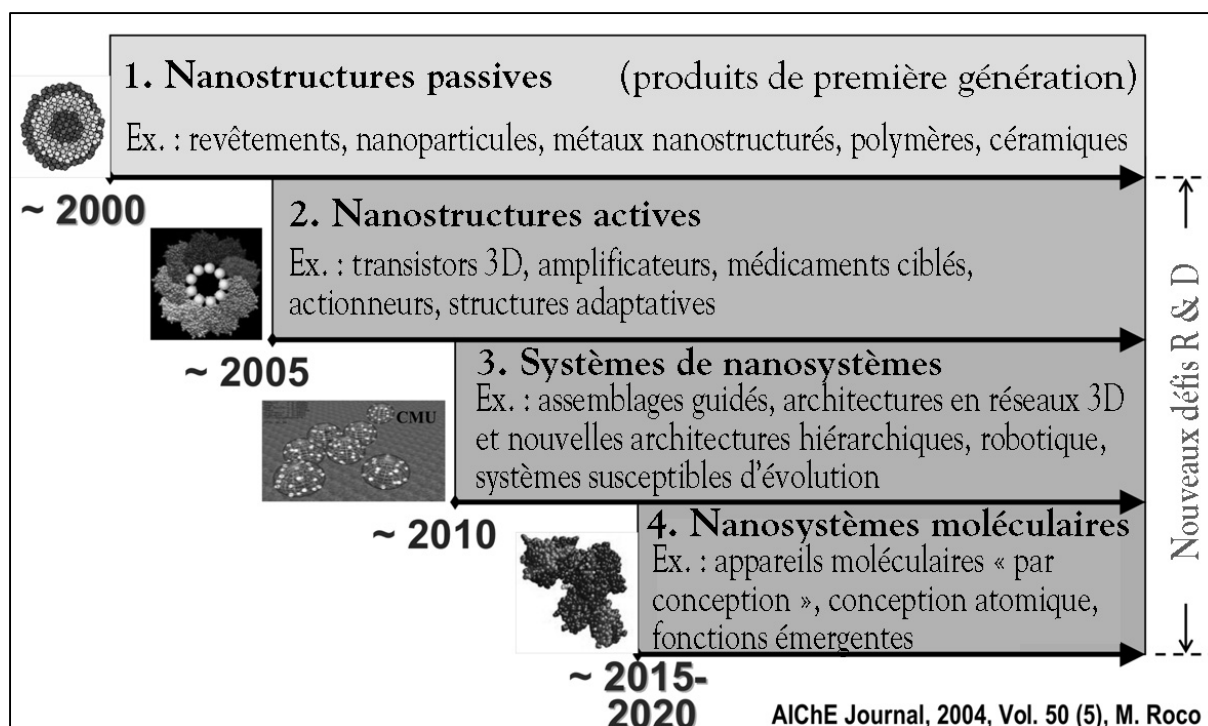 1. Nanostructures passives (produits de première génération)
Ex. : revêtements, nanoparticules, métaux nanostructurés, polymères, céramiques
~ 2000
2. Nanostructures actives
Ex. : transistors 3D, amplificateurs, médicaments ciblés,
actionneurs, structures adaptatives
~ 2005
3. Systèmes de nanosystèmes
Ex. : assemblages guidés, architectures en réseaux 3D
et nouvelles architectures hiérarchiques, robotique,
systèmes susceptibles d'évolution
CMU
~ 2010
4. Nanosystèmes moléculaires
Ex. : appareils moléculaires « par
conception », conception atomique,
fonctions émergentes
~ 2015-
2020
Nouveaux défis R & D
AIChE Journal, 2004, Vol. 50 (5), M. Roco